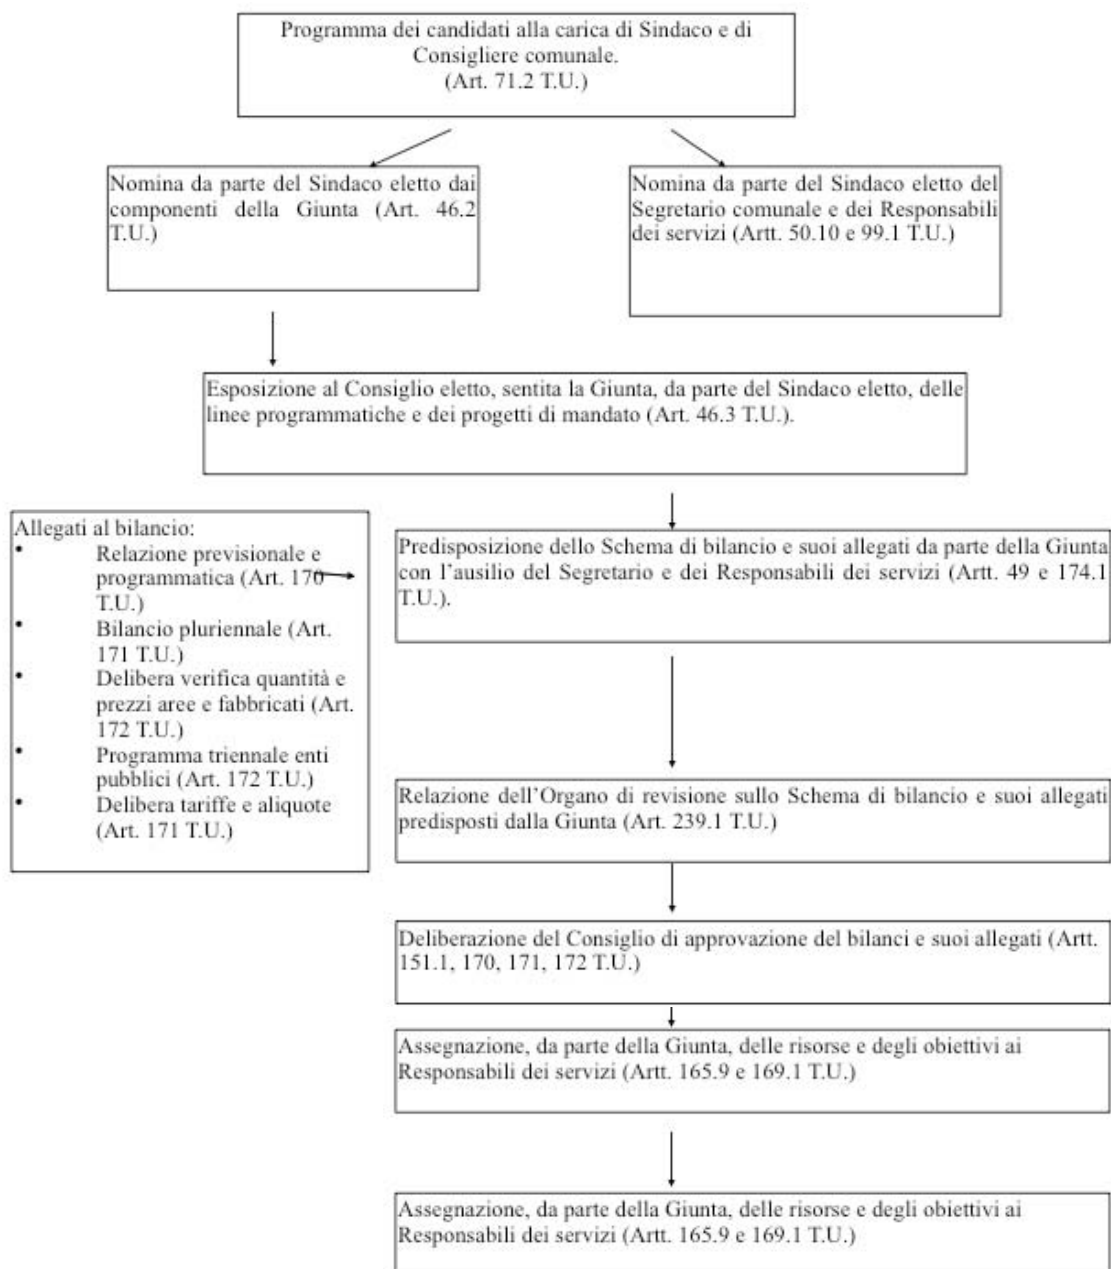 Programma dei candidati alla carica di Sindaco e di
Consigliere comunale.
(Art. 71.2 T.U.)
Nomina da parte del Sindaco eletto dai
componenti della Giunta (Art. 46.2
T.U.)
Nomina da parte del Sindaco eletto del
Segretario comunale e dei Responsabili
dei servizi (Artt. 50.10 e 99.1 T.U.)
Esposizione al Consiglio eletto, sentita la Giunta, da parte del Sindaco eletto, delle
linee programmatiche e dei progetti di mandato (Art. 46.3 T.U.).
Allegati al bilancio:
• Relazione previsionale e
programmatica (Art. 170
T.U.)
• Bilancio pluriennale (Art.
171 T.U.)
• Delibera verifica quantità e
prezzi aree e fabbricati (Art.
172 T.U.)
• Programma triennale enti
pubblici (Art. 172 T.U.)
• Delibera tariffe e aliquote
(Art. 171 T.U.)
Predisposizione dello Schema di bilancio e suoi allegati da parte della Giunta
con l'ausilio del Segretario e dei Responsabili dei servizi (Artt. 49 e 174.1
T.U.).
Relazione dell'Organo di revisione sullo Schema di bilancio e suoi allegati
predisposti dalla Giunta (Art. 239.1 T.U.)
Deliberazione del Consiglio di approvazione del bilanci e suoi allegati (Artt.
151.1, 170, 171, 172 T.U.)
Assegnazione, da parte della Giunta, delle risorse e degli obiettivi ai
Responsabili dei servizi (Artt. 165.9 e 169.1 T.U.)
Assegnazione, da parte della Giunta, delle risorse e degli obiettivi ai
Responsabili dei servizi (Artt. 165.9 e 169.1 T.U.)